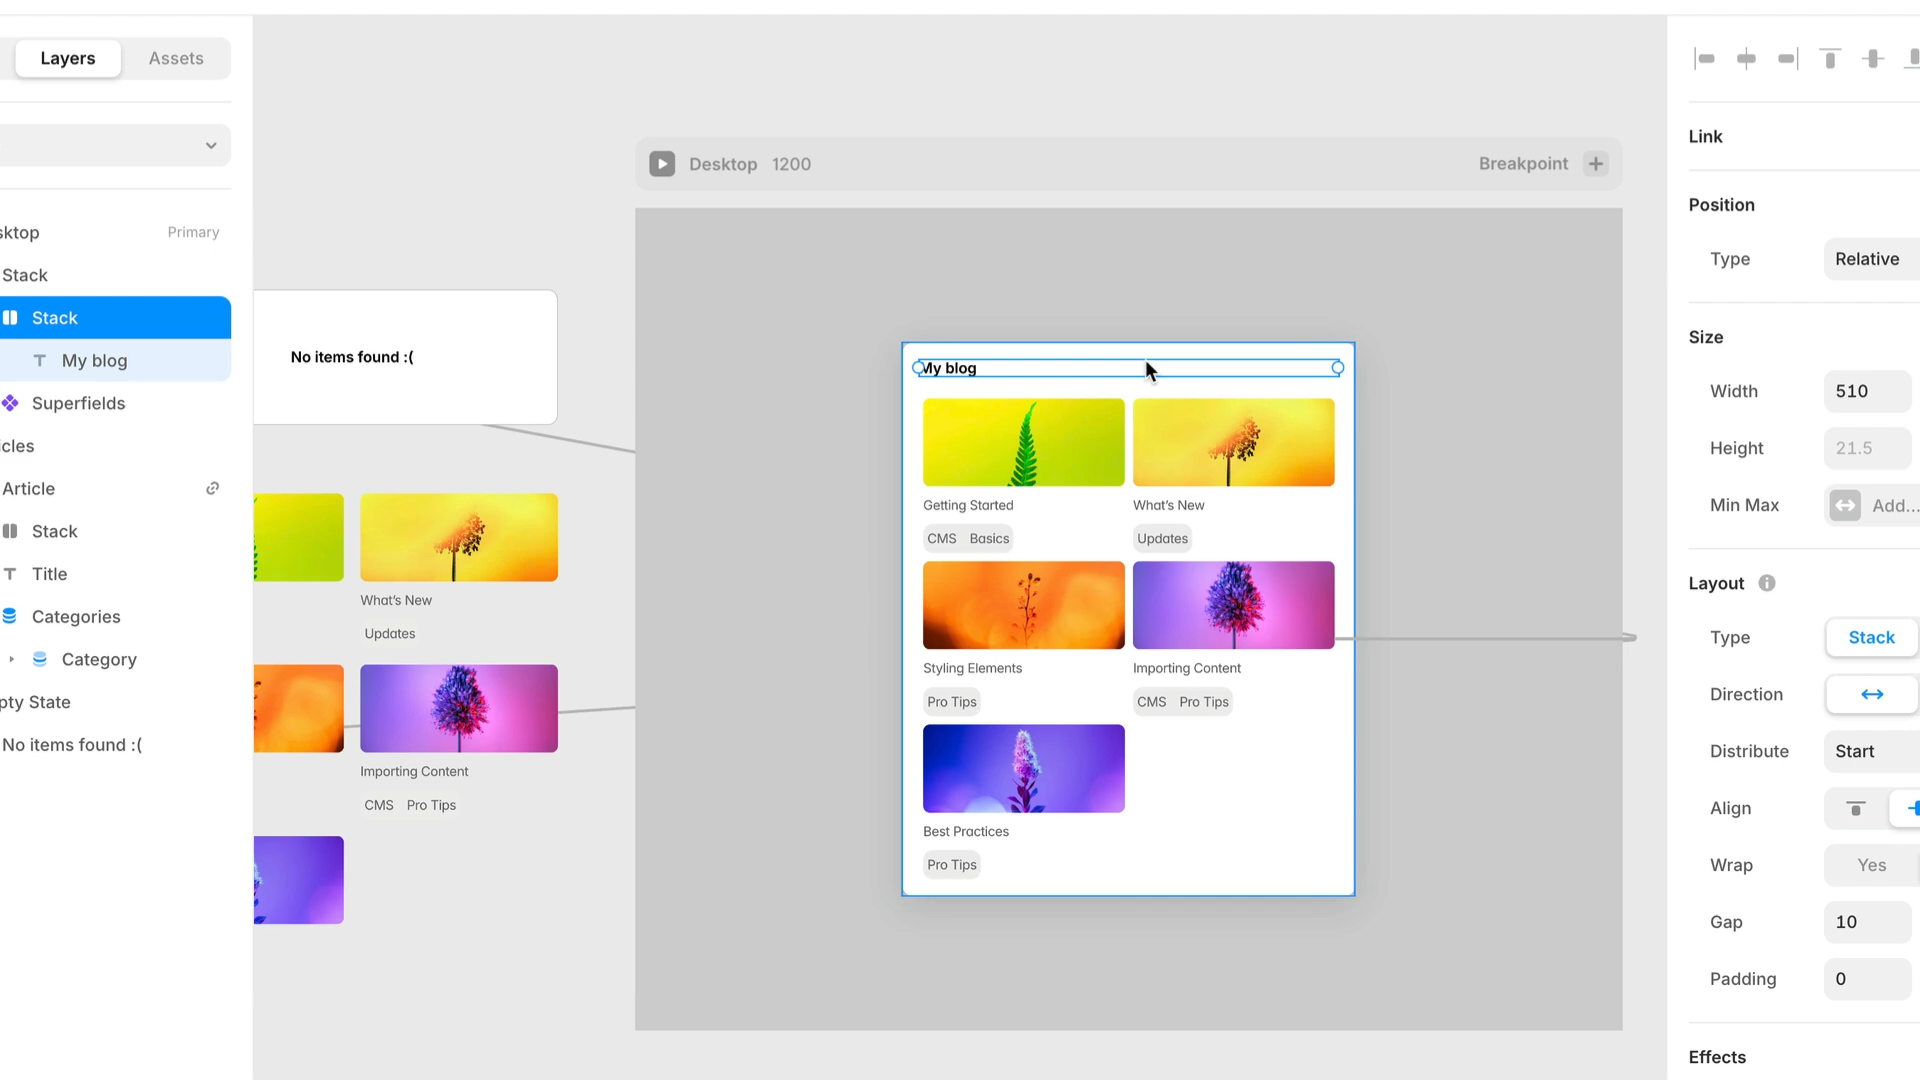 Layers
Assets
sktop
Primary
Stack
Stack
My blog
Superfields
icles
Article
Stack
Title
Categories
Category
pty State
No items found :(
No items found :(
What's New
Updates
Importing Content
CMS Pro Tips
Desktop 1200
Breakpoint
My blog
Getting Started
CMS Basics
What's New
Updates
Styling Elements
Pro Tips
Importing Content
CMS Pro Tips
Best Practices
Pro Tips
Link
Position
Type Relative
Size
Width 510
Height 21.5
Min Max Add...
Layout
Type Stack
Direction
Distribute Start
Align
Wrap Yes
Gap 10
Padding 0
Effects